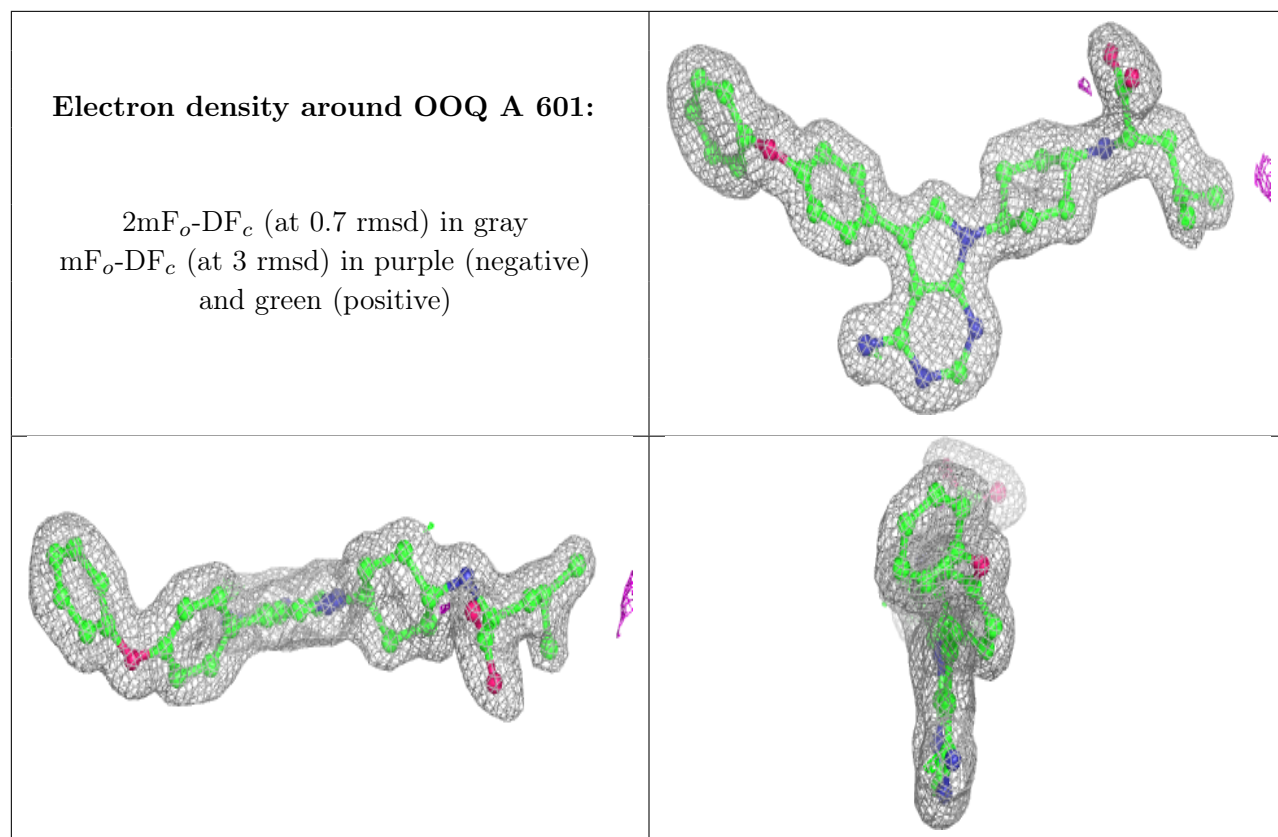 Electron density around OOQ A 601:
2mFo-DFc (at 0.7 rmsd) in gray
mFo-DFc (at 3 rmsd) in purple (negative)
and green (positive)